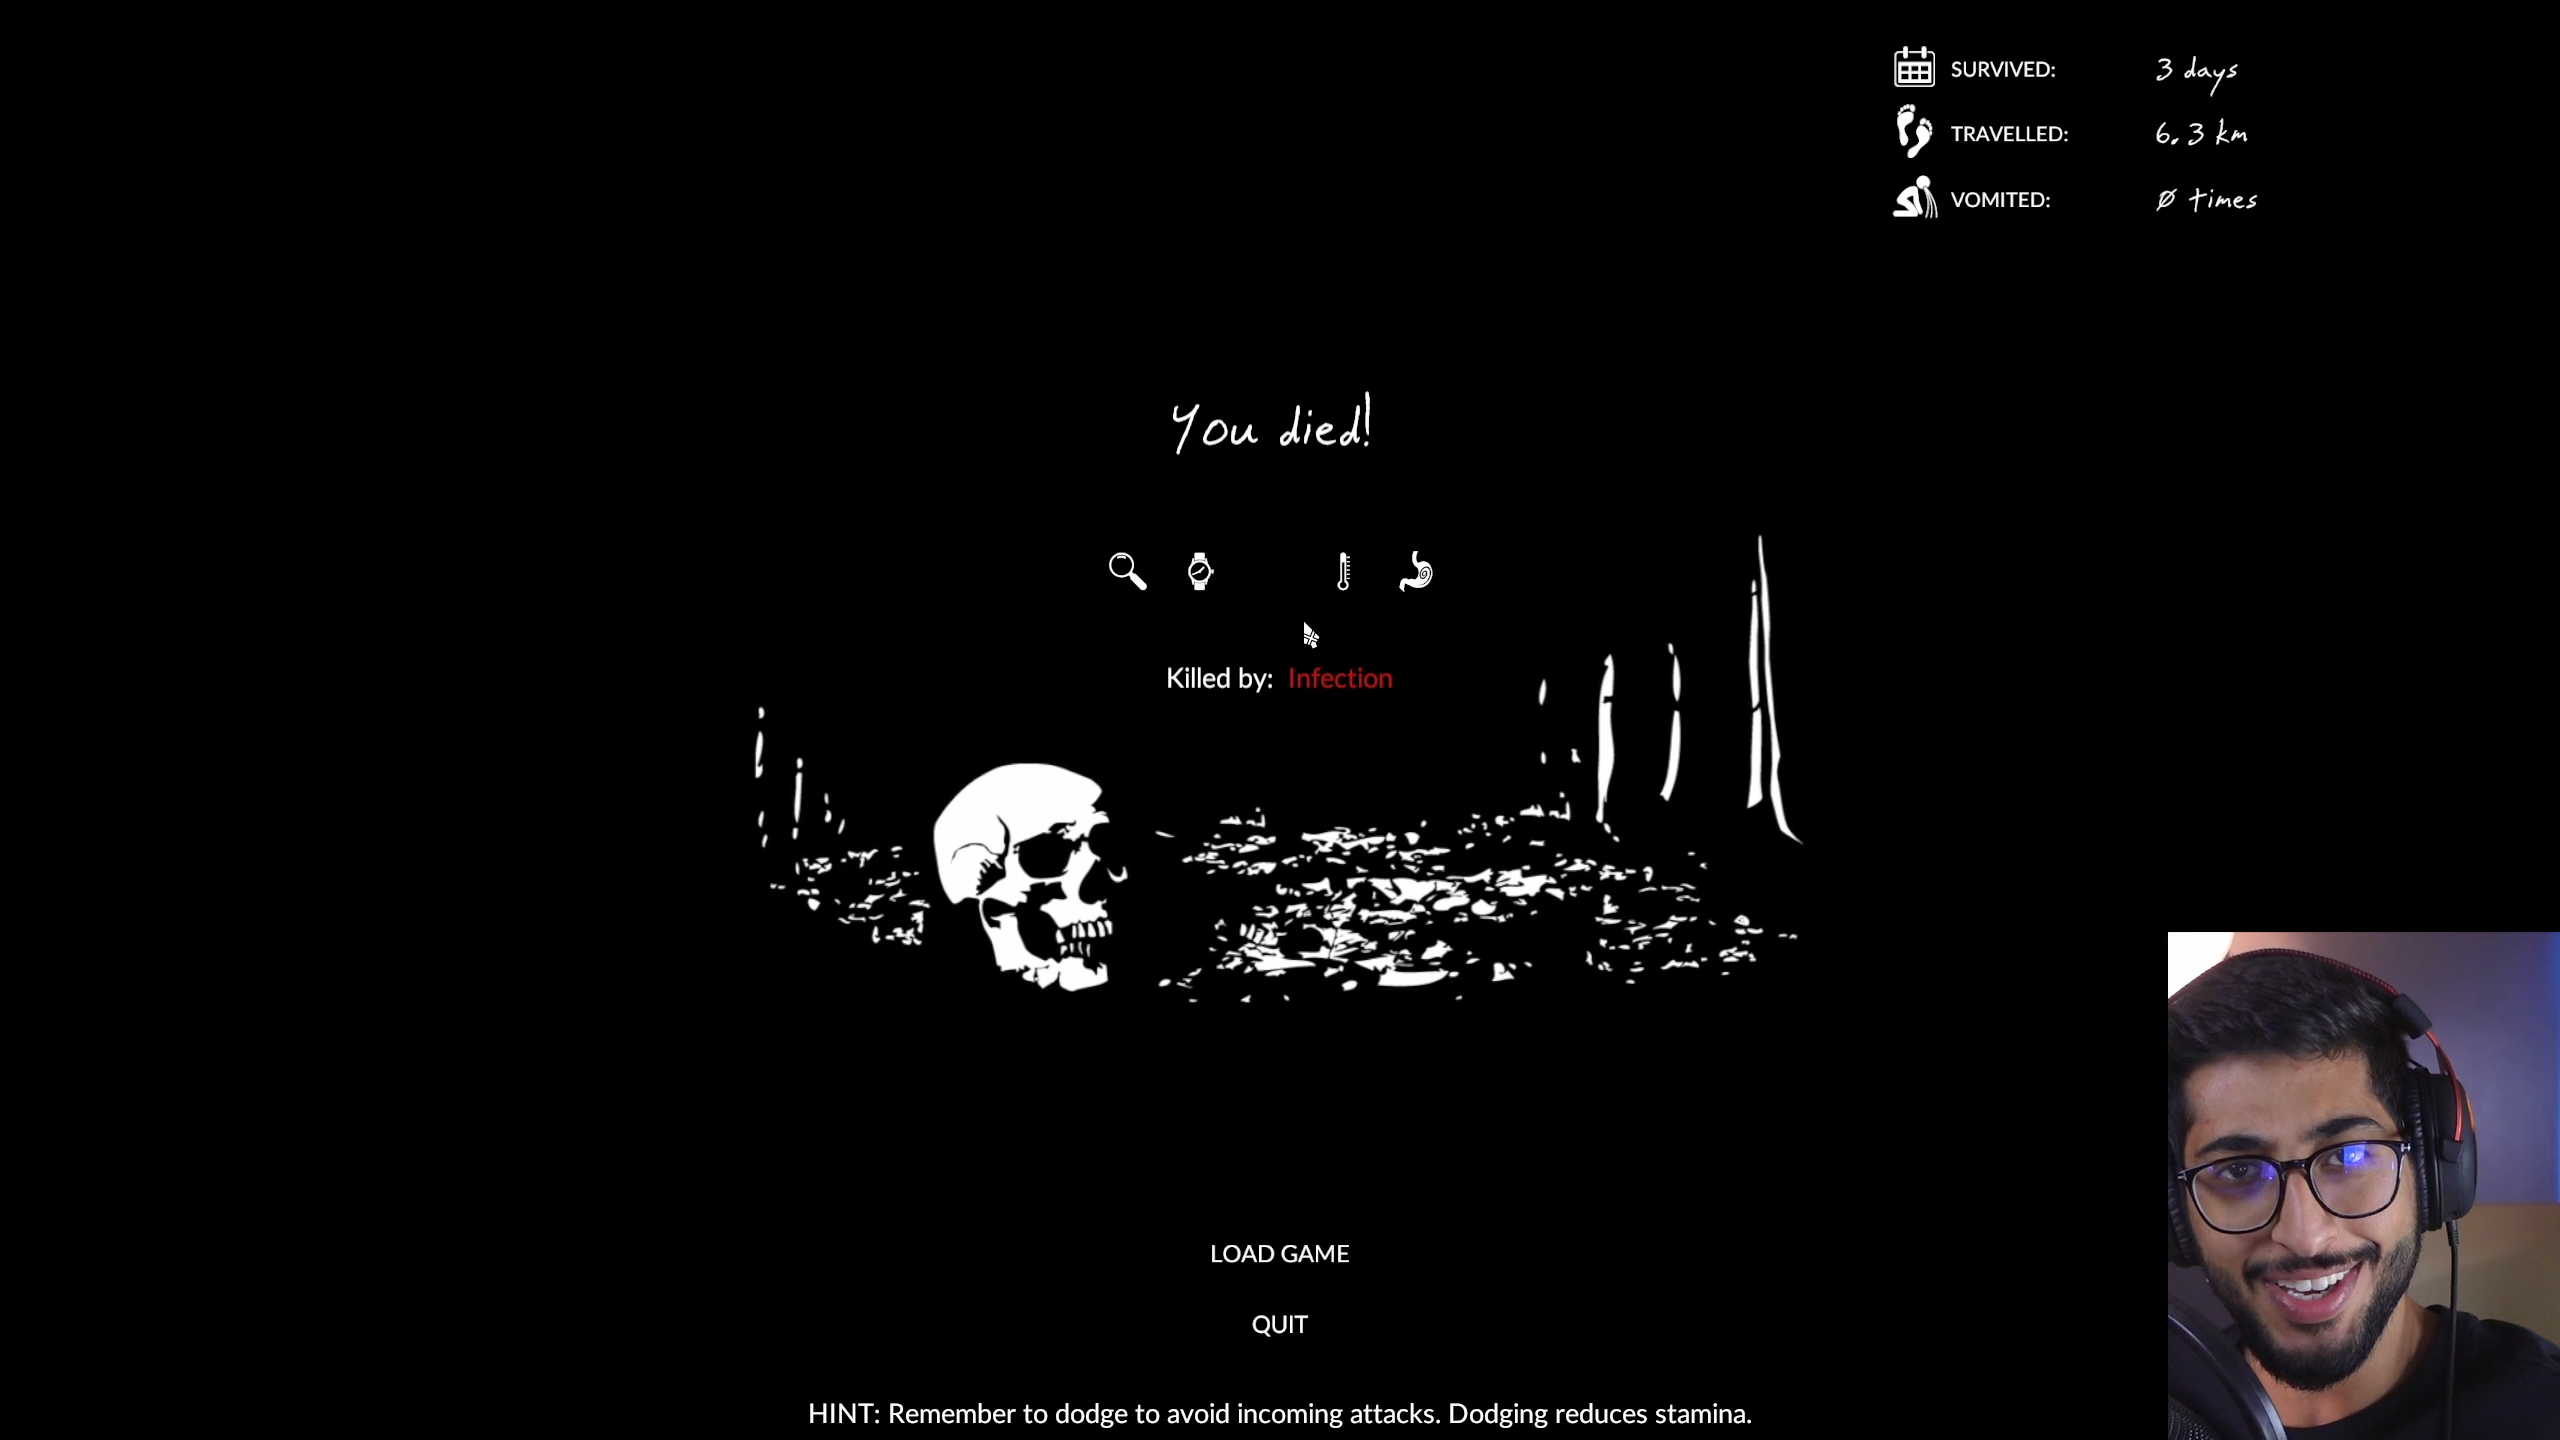 SURVIVED: 3 days
TRAVELLED: 6.3 km
VOMITED: 0 times
You died!
Killed by: Infection
LOAD GAME
QUIT
HINT: Remember to dodge to avoid incoming attacks. Dodging reduces stamina.